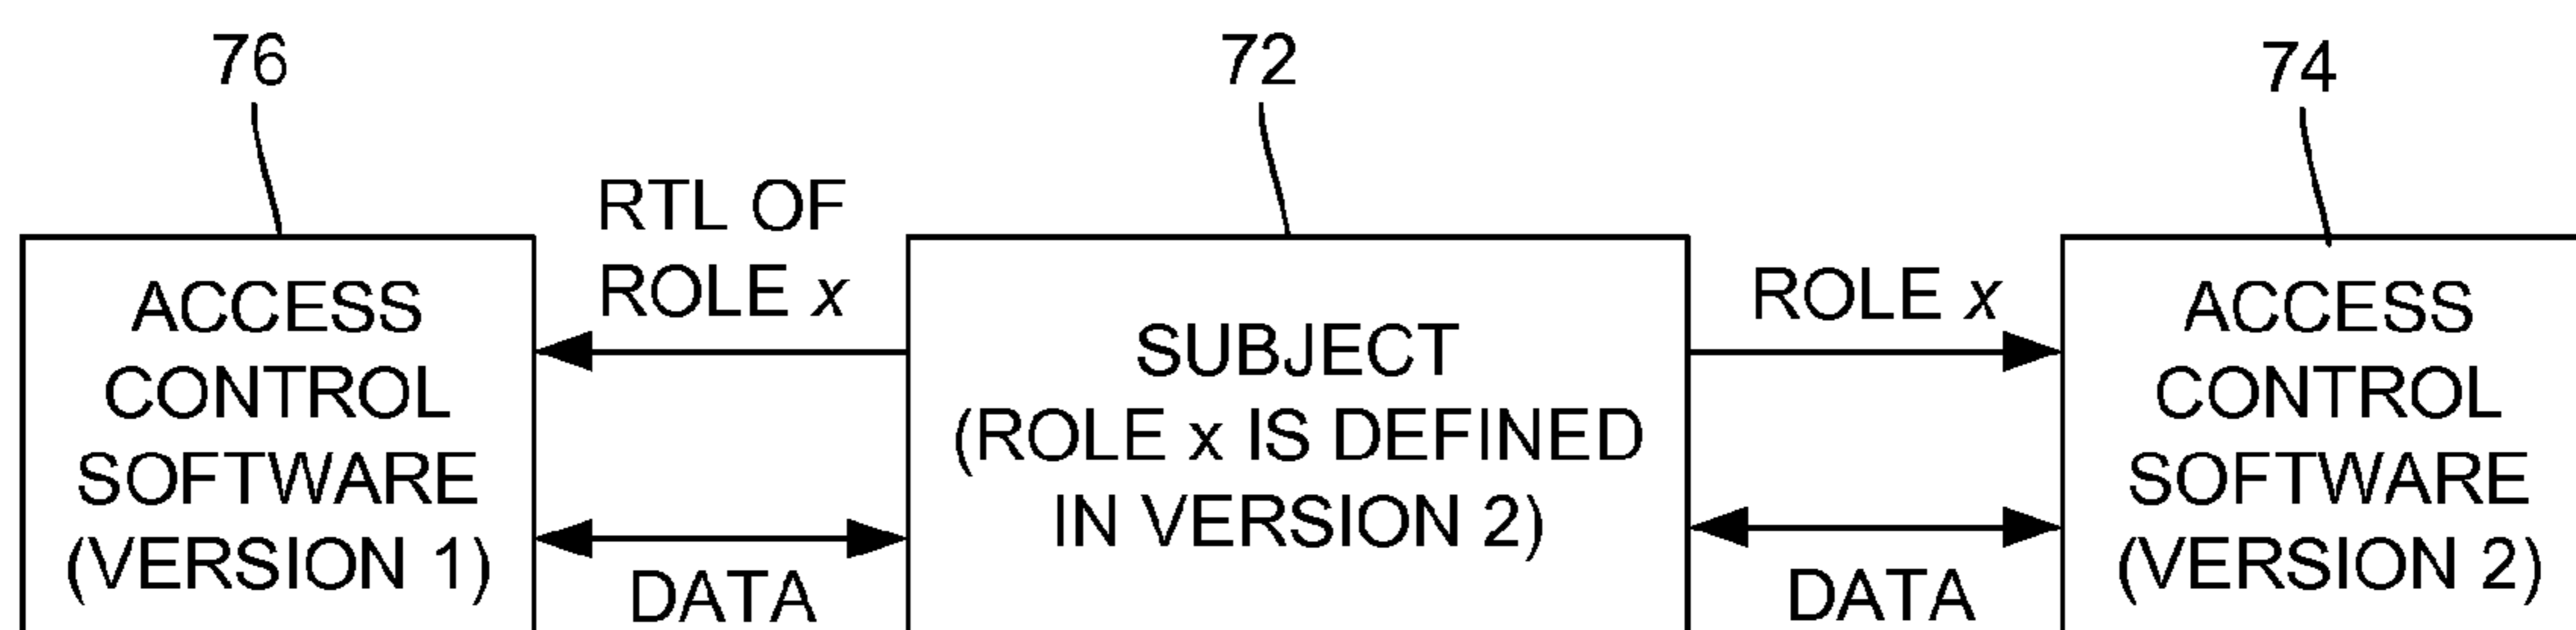 76
72
74
RTL OF
ROLE x
ROLE x
ACCESS
CONTROL
SOFTWARE
(VERSION 1)
SUBJECT
(ROLE x IS DEFINED
IN VERSION 2)
ACCESS
CONTROL
SOFTWARE
(VERSION 2)
DATA
DATA